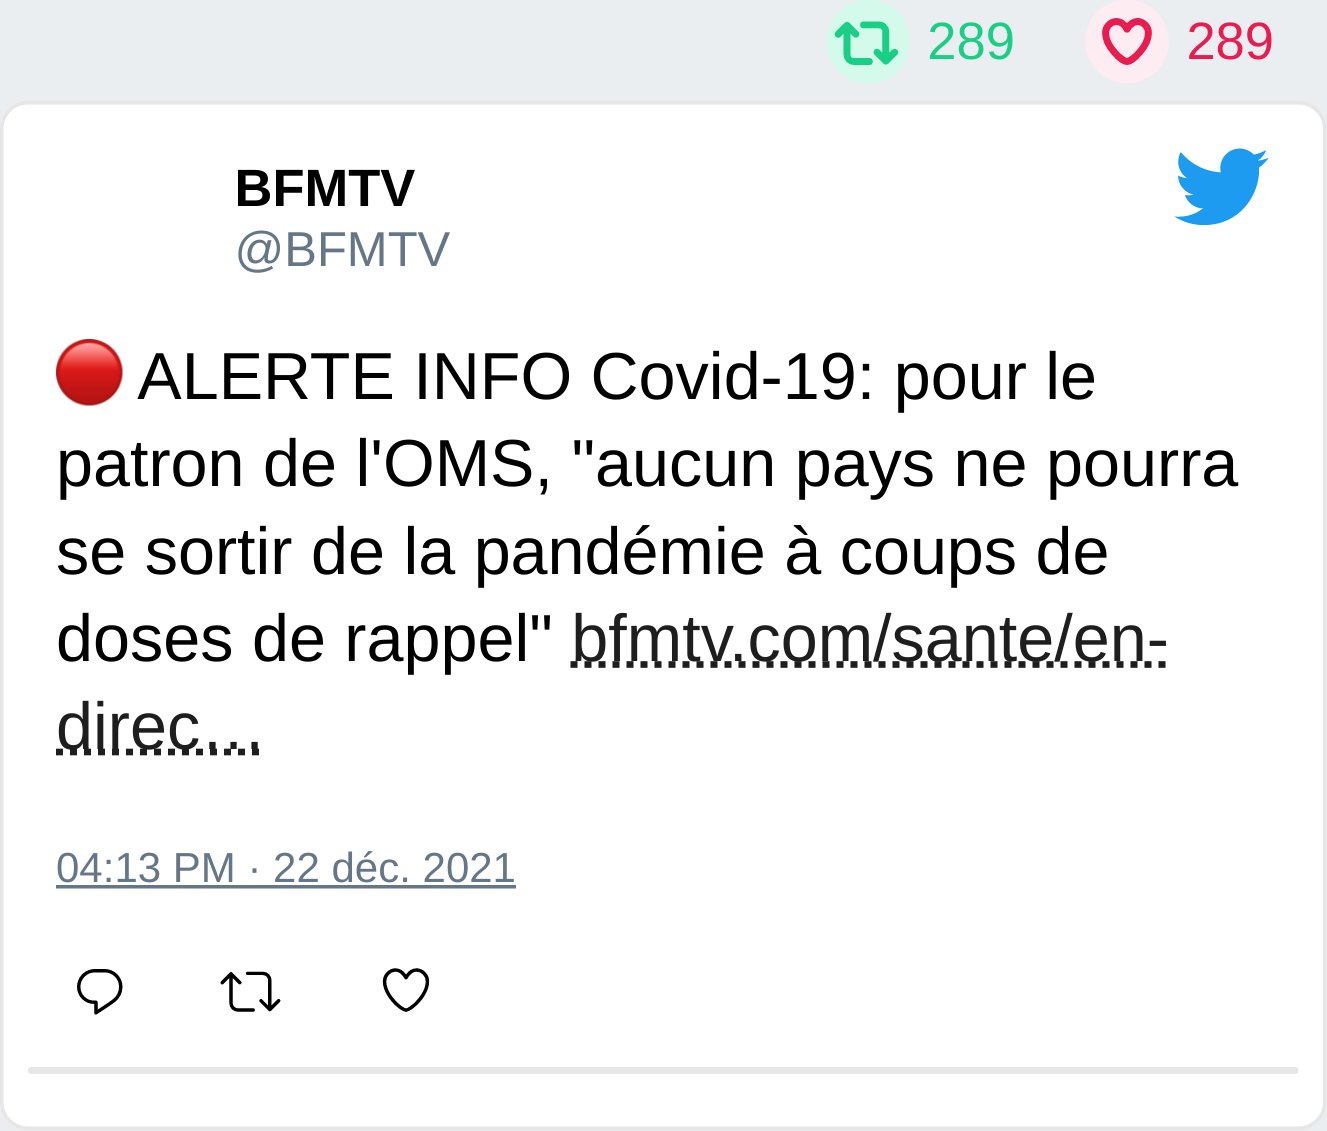 289 289
BFMTV
@BFMTV
🔴 ALERTE INFO Covid-19: pour le
patron de l'OMS, "aucun pays ne pourra
se sortir de la pandémie à coups de
doses de rappel" bfmtv.com/sante/en-
direc…
04:13 PM · 22 déc. 2021